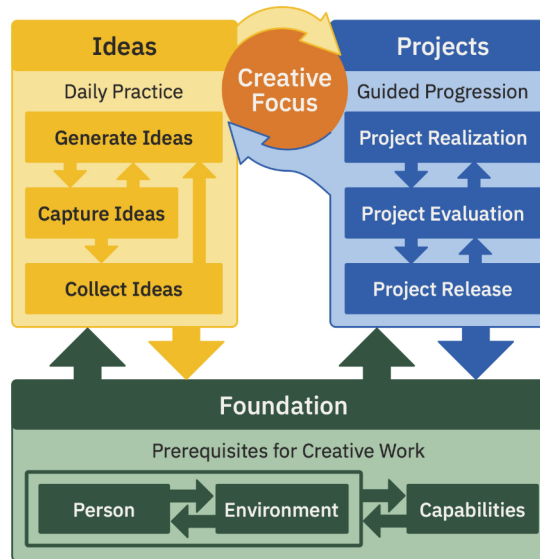 Ideas
Daily Practice
Generate Ideas
Capture Ideas
Collect Ideas
Creative
Focus
Projects
Guided Progression
Project Realization
Project Evaluation
Project Release
Foundation
Prerequisites for Creative Work
Person
Environment
Capabilities